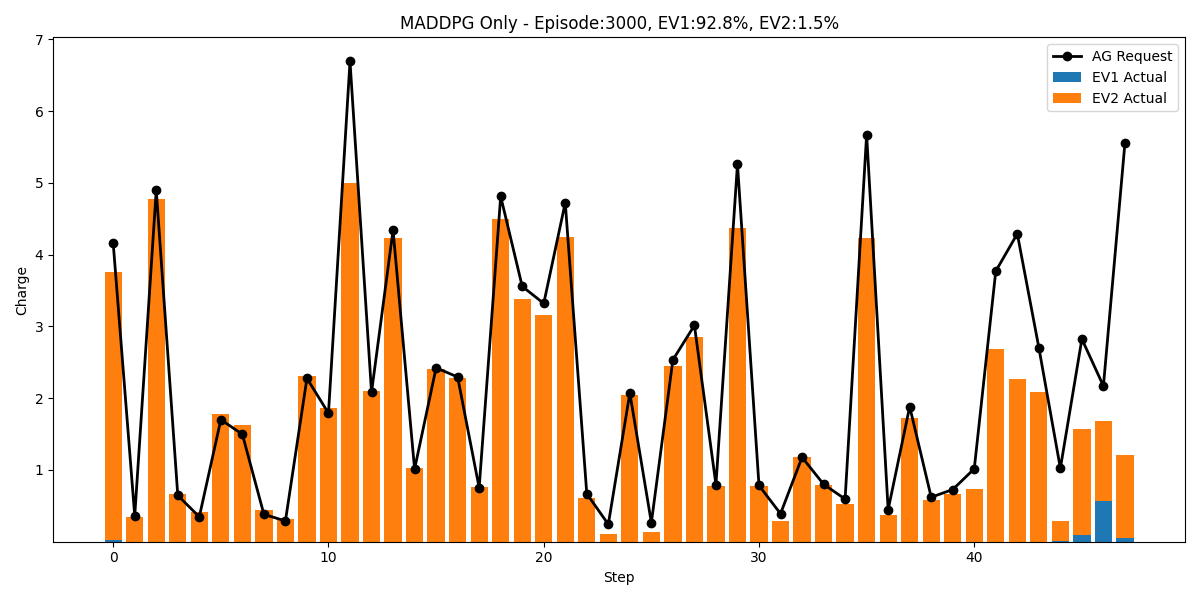 MADDPG Only - Episode:3000, EV1:92.8%, EV2:1.5%
AG Request
EV1 Actual
EV2 Actual
Charge
7
6
5
4
3
2
1
0
10
20
30
40
Step